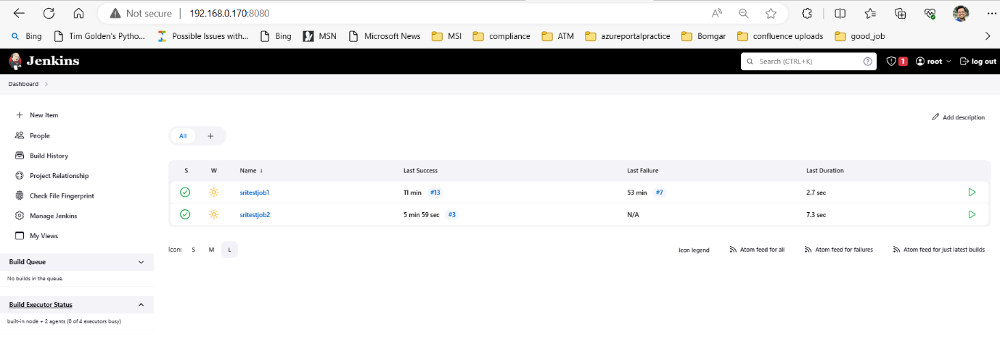 Not secure 192.168.0.170:8080
Bing Tim Golden's Pytho... Possible Issues with... Bing MSN Microsoft News MSI compliance ATM azureportalpractice Bomgar confluence uploads good_job
Jenkins Search (CTRL+K) 1 root log out
Dashboard
New Item
Add description
People
All +
Build History
S W Name ↓ Last Success Last Failure Last Duration
Project Relationship
sritestjob1 11 min #13 53 min #7 2.7 sec
Check File Fingerprint
Manage Jenkins
sritestjob2 5 min 59 sec #3 N/A 7.3 sec
My Views
Icon: S M L Icon legend Atom feed for all Atom feed for failures Atom feed for just latest builds
Build Queue
No builds in the queue.
Build Executor Status
built-in node + 2 agents (0 of 4 executors busy)